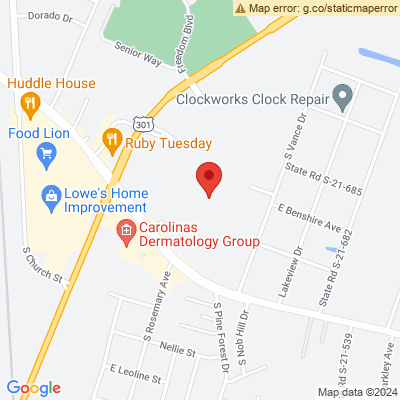 Map error: g.co/staticmaperror
Dorado Dr
Senior Way
Freedom Blvd
Huddle House
Clockworks Clock Repair
301
Food Lion
Ruby Tuesday
S Vance Dr
State Rd S-21-685
Lowe's Home
Improvement
E Benshire Ave
Carolinas
Dermatology Group
S Church St
Lakeview Dr
State Rd S-21-682
S Rosemary Ave
S Pine Forest Dr
Nob Hill Dr
S
Nellie St
State Rd S-21-539
E Leoline St
arkley Ave
Google
Map data ©2024